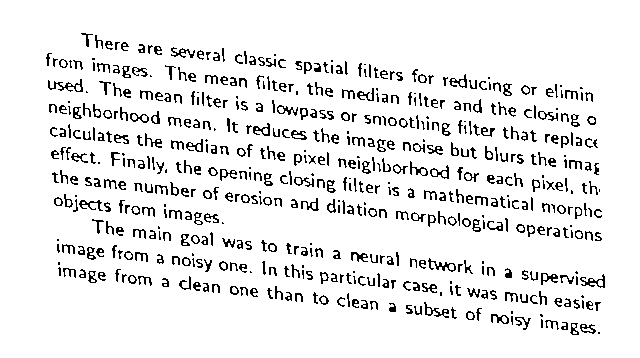 There are several classic spatial filters for reducing or elimin
from images. The mean filter, the median filter and the closing o
used. The mean filter is a lowpass or smoothing filter that replac
neighborhood mean. It reduces the image noise but blurs the imag
calculates the median of the pixel neighborhood for each pixel, th
effect. Finally, the opening closing filter is a mathematical morpho
the same number of erosion and dilation morphological operations
objects from images.
The main goal was to train a neural network in a supervised
image from a noisy one. In this particular case, it was much easier
image from a clean one than to clean a subset of noisy images.